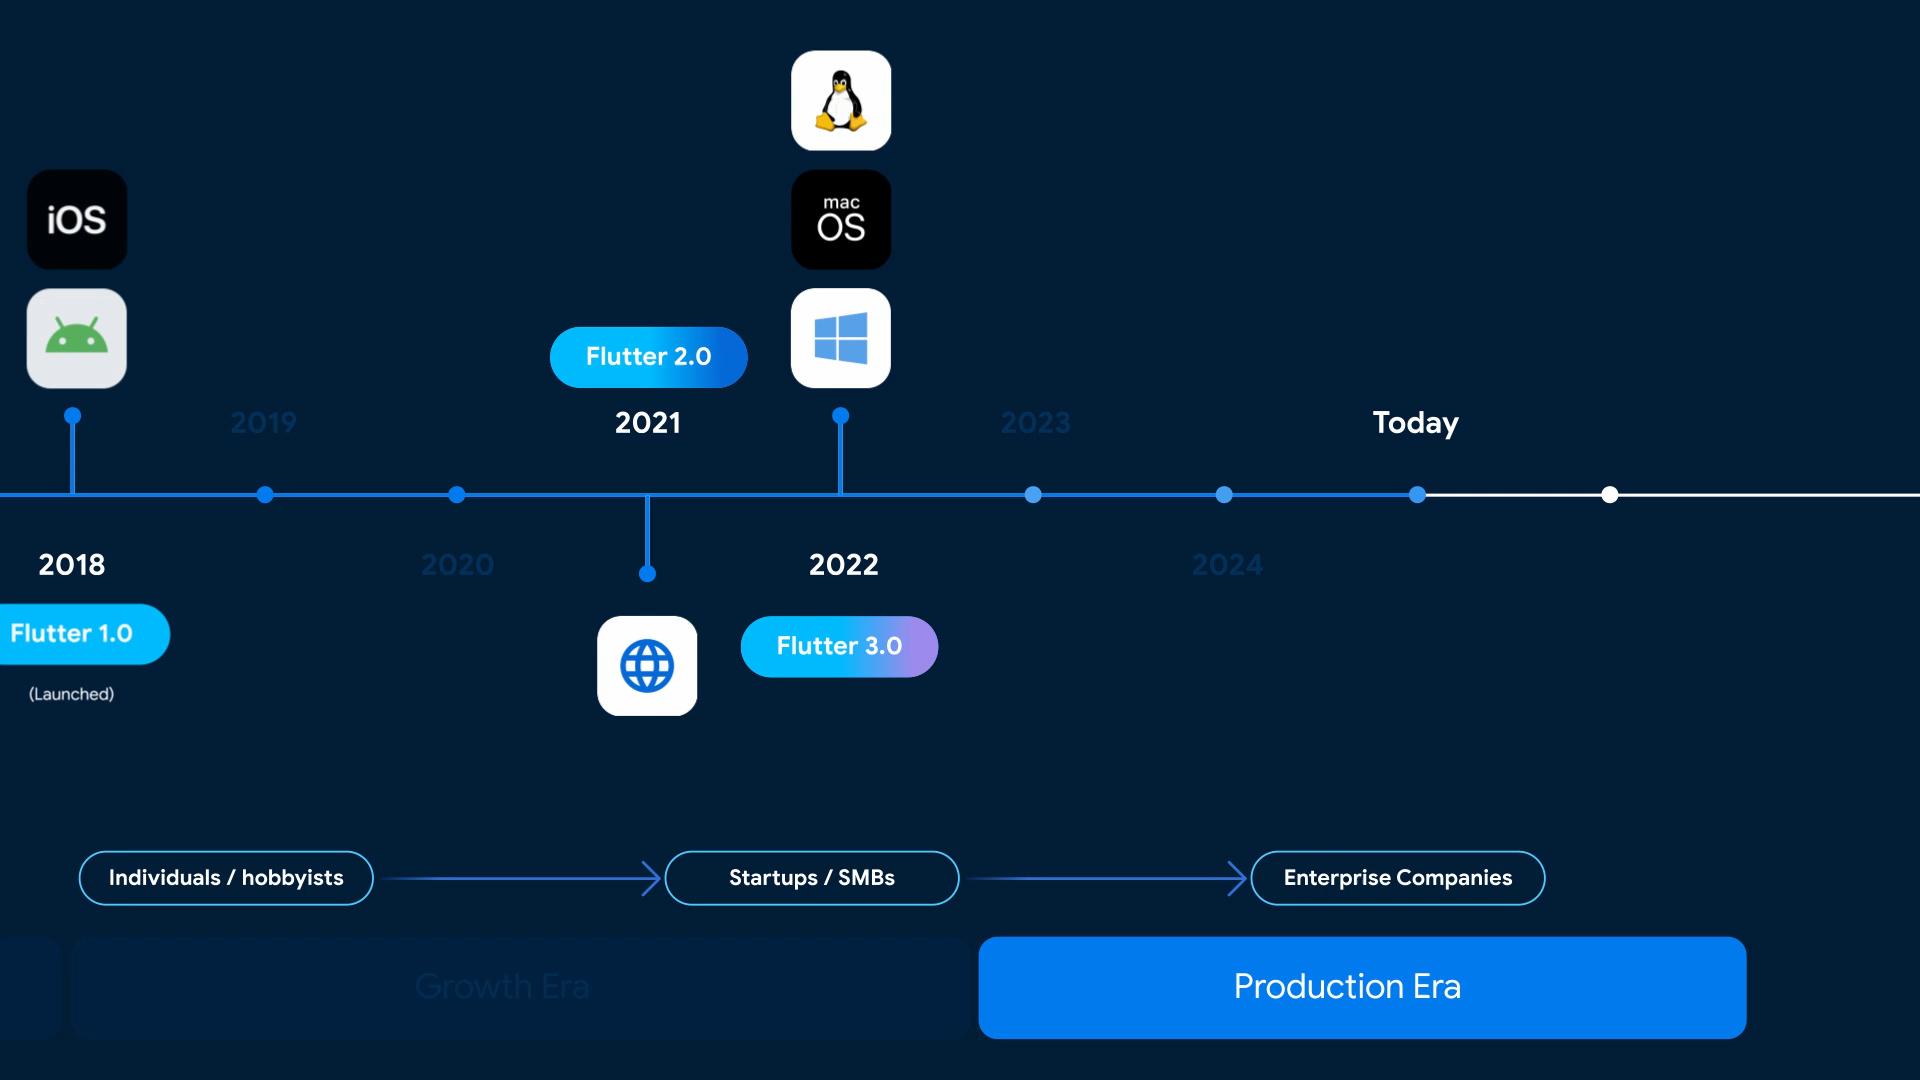 iOS
mac
OS
Flutter 2.0
2019
2021
2023
Today
2018
2020
2022
2024
Flutter 1.0
Flutter 3.0
(Launched)
Individuals / hobbyists
Startups / SMBs
Enterprise Companies
Growth Era
Production Era